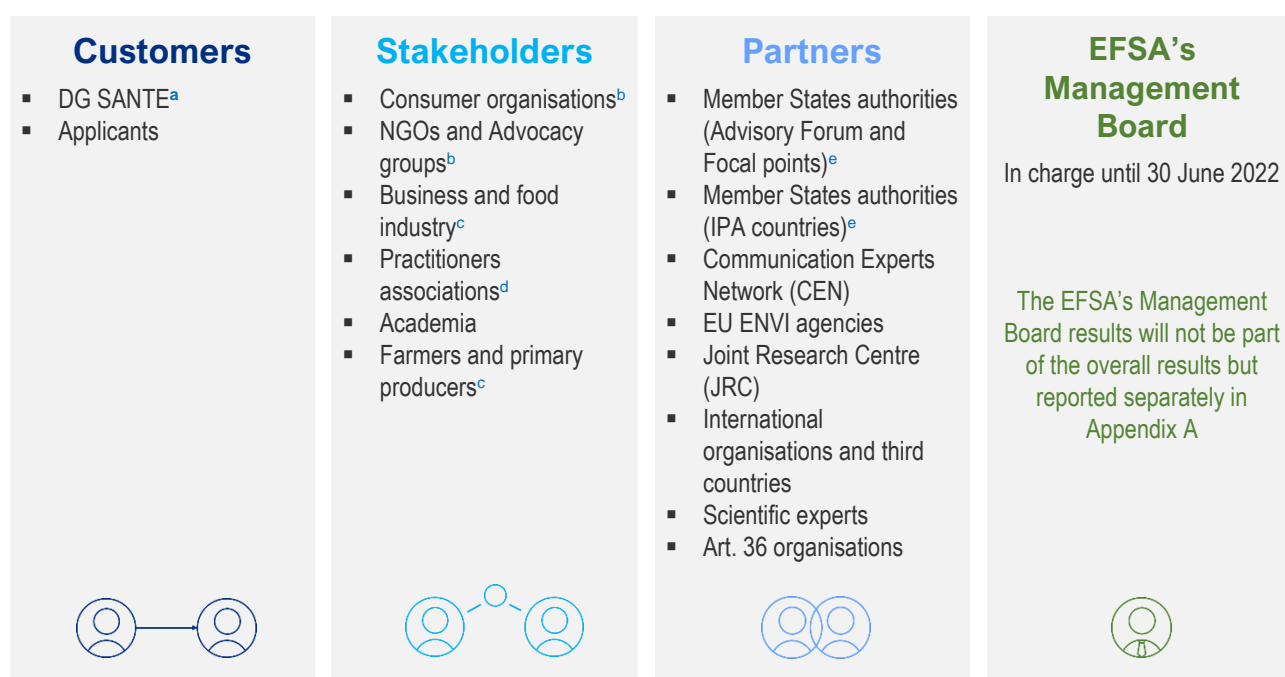 Customers
▪ DG SANTEᵃ
▪ Applicants
Stakeholders
▪ Consumer organisationsᵇ
▪ NGOs and Advocacy
groupsᵇ
▪ Business and food
industryᶜ
▪ Practitioners
associationsᵈ
▪ Academia
▪ Farmers and primary
producersᶜ
Partners
▪ Member States authorities
(Advisory Forum and
Focal points)ᵉ
▪ Member States authorities
(IPA countries)ᵉ
▪ Communication Experts
Network (CEN)
▪ EU ENVI agencies
▪ Joint Research Centre
(JRC)
▪ International
organisations and third
countries
▪ Scientific experts
▪ Art. 36 organisations
EFSA’s
Management
Board
In charge until 30 June 2022
The EFSA’s Management
Board results will not be part
of the overall results but
reported separately in
Appendix A